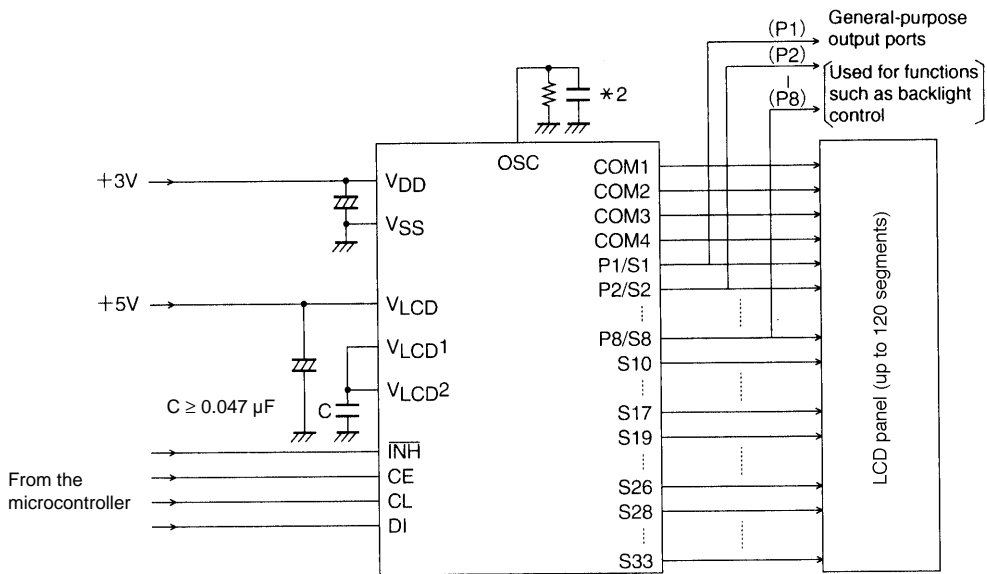 General-purpose
output ports
(P1)
(P2)
(P8)
Used for functions
such as backlight
control
*2
OSC
+3V
VDD
VSS
+5V
VLCD
VLCD1
VLCD2
C ≥ 0.047 µF
C
INH
CE
CL
DI
From the
microcontroller
COM1
COM2
COM3
COM4
P1/S1
P2/S2
P8/S8
S10
S17
S19
S26
S28
S33
LCD panel (up to 120 segments)